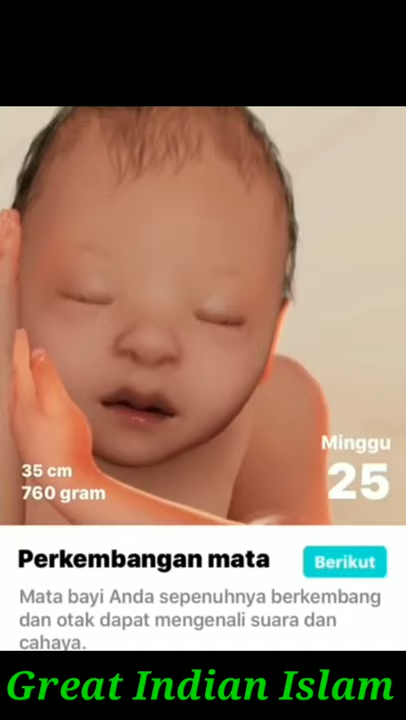 Minggu
25
35 cm
760 gram
Perkembangan mata
Berikut
Mata bayi Anda sepenuhnya berkembang
dan otak dapat mengenali suara dan
cahaya.
Great Indian Islam